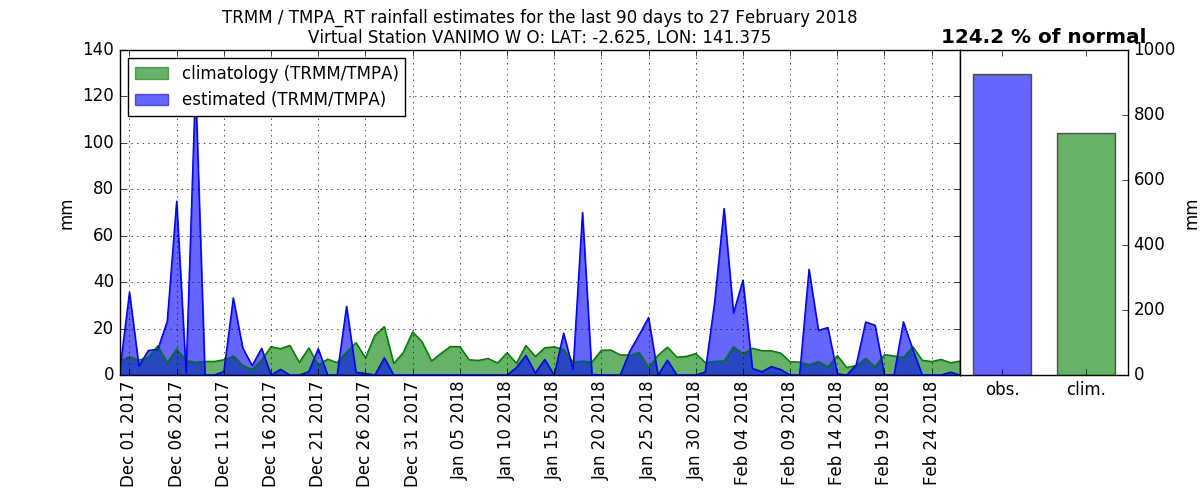 TRMM / TMPA_RT rainfall estimates for the last 90 days to 27 February 2018
Virtual Station VANIMO W O: LAT: -2.625, LON: 141.375
124.2 % of normal
climatology (TRMM/TMPA)
estimated (TRMM/TMPA)
140
120
100
80
60
40
20
0
mm
1000
800
600
400
200
0
mm
Dec 01 2017
Dec 06 2017
Dec 11 2017
Dec 16 2017
Dec 21 2017
Dec 26 2017
Dec 31 2017
Jan 05 2018
Jan 10 2018
Jan 15 2018
Jan 20 2018
Jan 25 2018
Jan 30 2018
Feb 04 2018
Feb 09 2018
Feb 14 2018
Feb 19 2018
Feb 24 2018
obs.
clim.